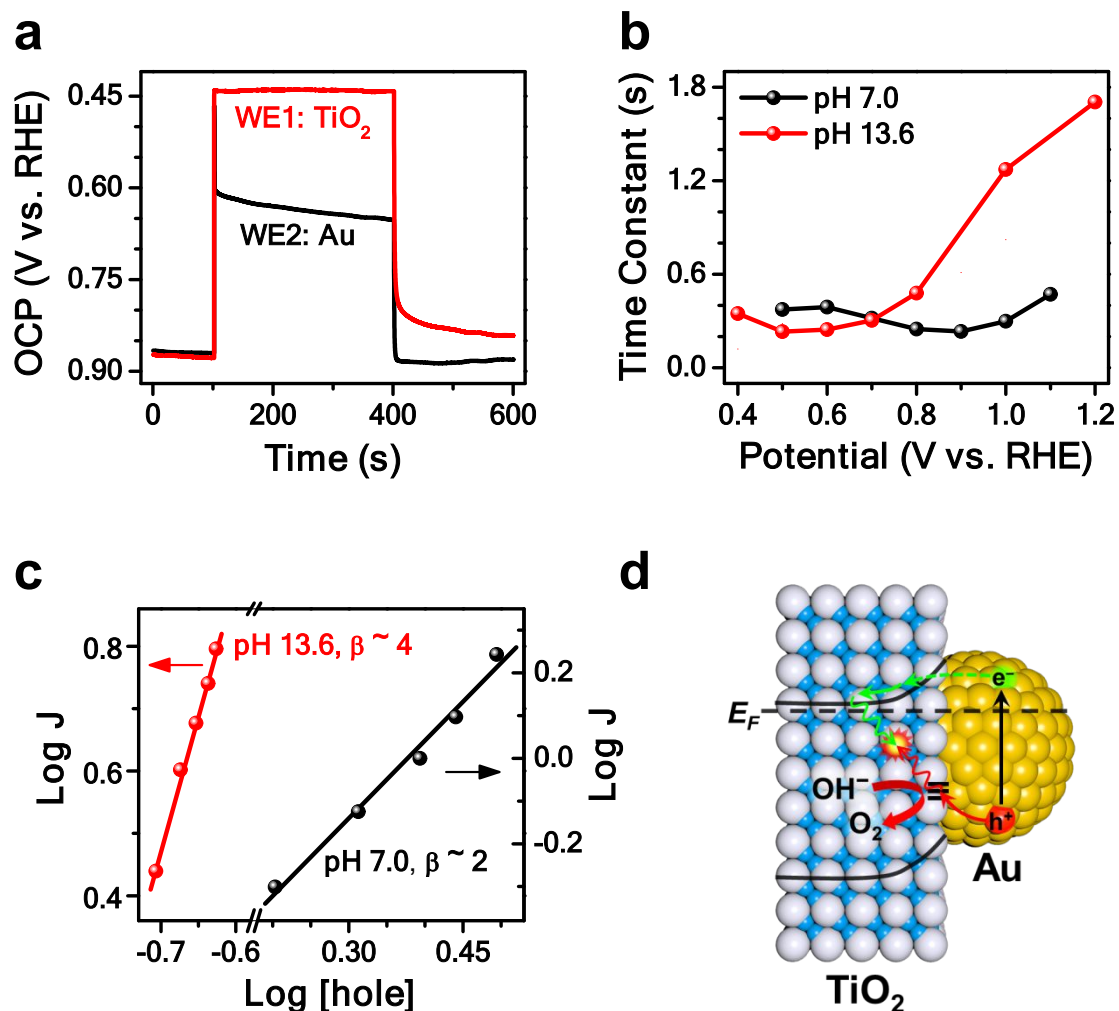 a
OCP (V vs. RHE)
0.45
0.60
0.75
0.90
WE1: TiO₂
WE2: Au
0
200
400
600
Time (s)
b
Time Constant (s)
1.8
1.2
0.6
0.0
pH 7.0
pH 13.6
0.4
0.6
0.8
1.0
1.2
Potential (V vs. RHE)
c
Log J
0.8
0.6
0.4
pH 13.6, β ~ 4
pH 7.0, β ~ 2
0.2
0.0
-0.2
Log J
-0.7
-0.6
0.30
0.45
Log [hole]
d
e⁻
E_F
OH⁻
O₂
h⁺
Au
TiO₂